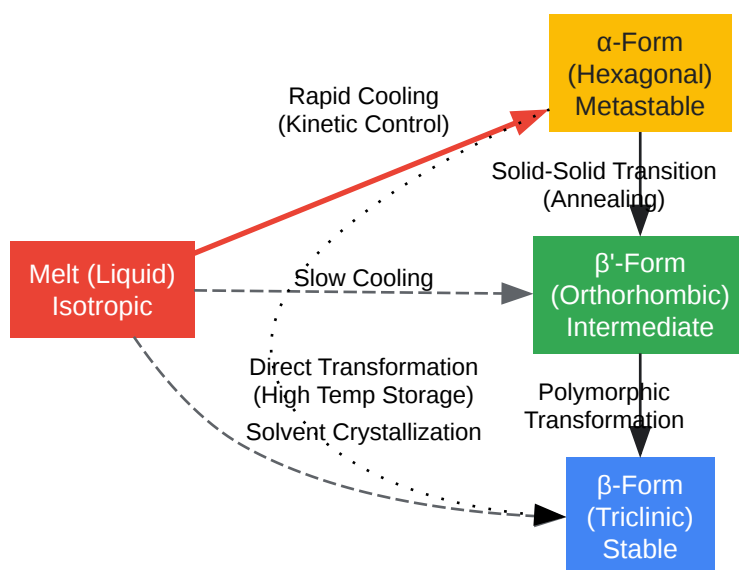 α-Form
(Hexagonal)
Metastable
Rapid Cooling
(Kinetic Control)
Solid-Solid Transition
(Annealing)
Melt (Liquid)
Isotropic
Slow Cooling
β'-Form
(Orthorhombic)
Intermediate
Direct Transformation
(High Temp Storage)
Polymorphic
Transformation
Solvent Crystallization
β-Form
(Triclinic)
Stable